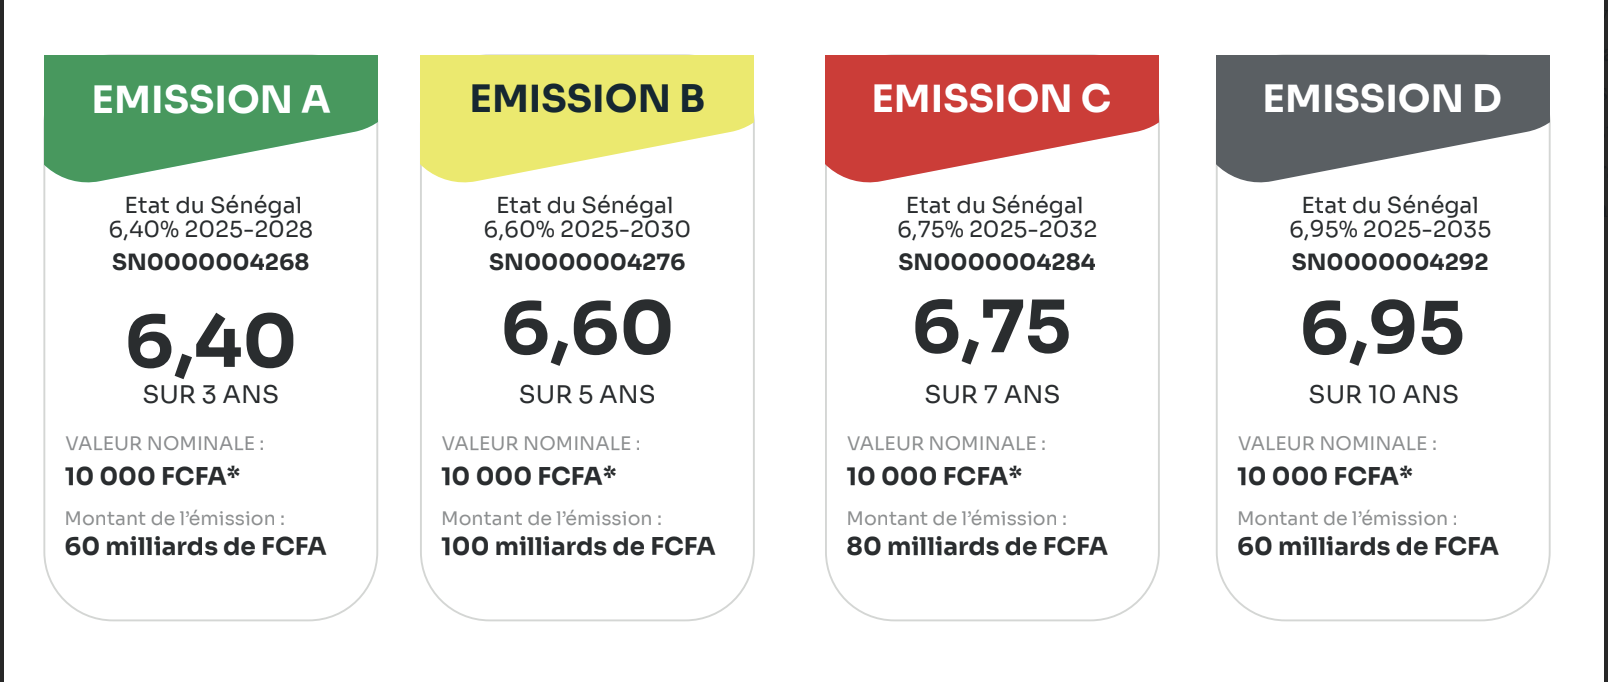 EMISSION A
Etat du Sénégal
6,40% 2025-2028
SN0000004268
6,40
SUR 3 ANS
VALEUR NOMINALE :
10 000 FCFA*
Montant de l’émission :
60 milliards de FCFA
EMISSION B
Etat du Sénégal
6,60% 2025-2030
SN0000004276
6,60
SUR 5 ANS
VALEUR NOMINALE :
10 000 FCFA*
Montant de l’émission :
100 milliards de FCFA
EMISSION C
Etat du Sénégal
6,75% 2025-2032
SN0000004284
6,75
SUR 7 ANS
VALEUR NOMINALE :
10 000 FCFA*
Montant de l’émission :
80 milliards de FCFA
EMISSION D
Etat du Sénégal
6,95% 2025-2035
SN0000004292
6,95
SUR 10 ANS
VALEUR NOMINALE :
10 000 FCFA*
Montant de l’émission :
60 milliards de FCFA